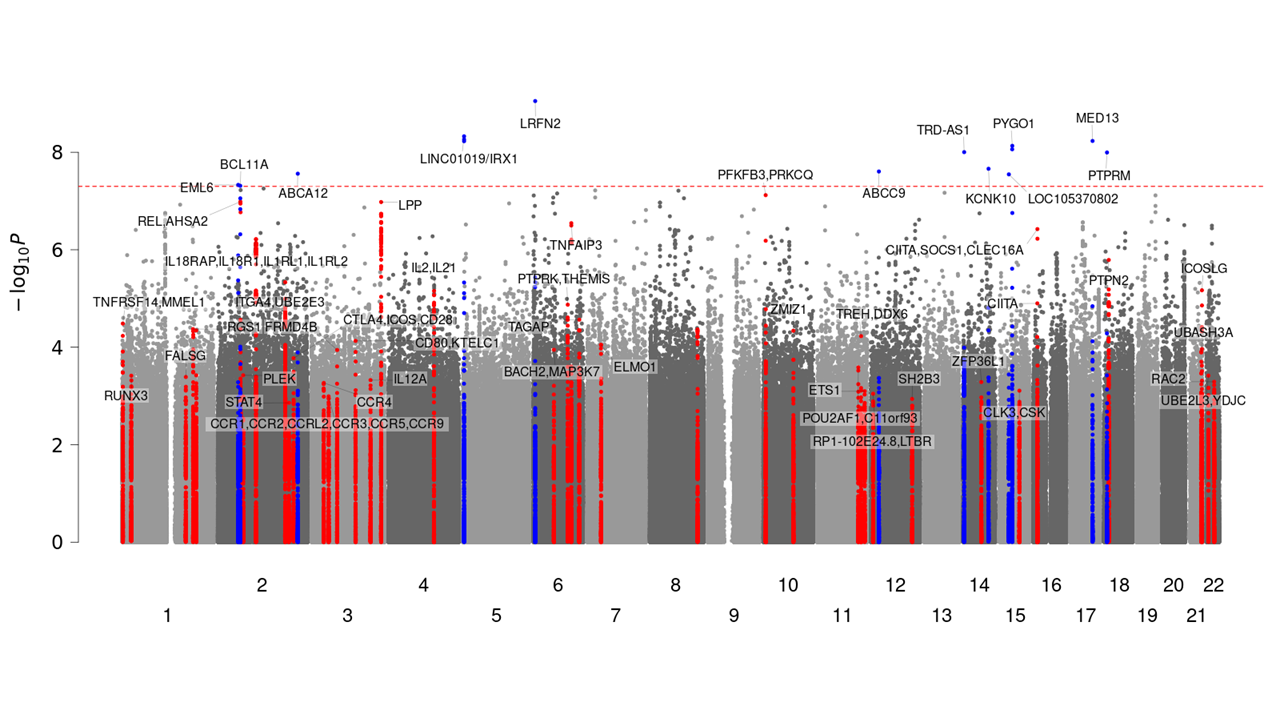 LRFN2
MED13
PYGO1
TRD-AS1
8
LINC01019/IRX1
BCL11A
PFKFB3,PRKCQ
PTPRM
EML6
ABCA12
ABCC9
KCNK10
LOC105370802
LPP
REL,AHSA2
6
TNFAIP3
CIITA,SOCS1,CLEC16A
IL18RAP,IL18R1,IL1RL1,IL1RL2
IL2,IL21
ICOSLG
PTPRK,THEMIS
PTPN2
− log10P
TNFRSF14,MMEL1
ITGA4,UBE2E3
CIITA
ZMIZ1
TREH,DDX6
CTLA4,ICOS,CD28
RGS1
FRMD4B
TAGAP
UBASH3A
4
CD80,KTELC1
FALSG
ZFP36L1
ELMO1
BACH2,MAP3K7
PLEK
IL12A
SH2B3
RAC2
RUNX3
ETS1
STAT4
CCR4
UBE2L3,YDJC
CLK3,CSK
POU2AF1,C11orf93
CCR1,CCR2,CCRL2,CCR3,CCR5,CCR9
2
RP1-102E24.8,LTBR
0
2
4
6
8
10
12
14
16
18
20
22
1
3
5
7
9
11
13
15
17
19
21